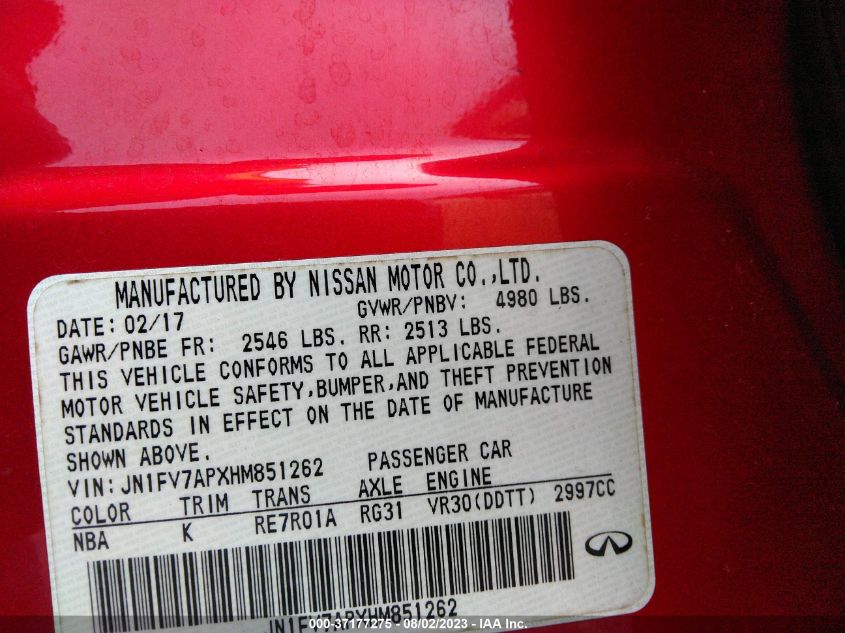 MANUFACTURED BY NISSAN MOTOR CO.,LTD.
DATE: 02/17 GVWR/PNBV: 4980 LBS.
GAWR/PNBE FR: 2546 LBS. RR: 2513 LBS.
THIS VEHICLE CONFORMS TO ALL APPLICABLE FEDERAL
MOTOR VEHICLE SAFETY,BUMPER,AND THEFT PREVENTION
STANDARDS IN EFFECT ON THE DATE OF MANUFACTURE
SHOWN ABOVE.
VIN:JN1FV7APXHM851262 PASSENGER CAR
COLOR TRIM TRANS AXLE ENGINE
NBA K RE7R01A RG31 VR30(DDTT) 2997CC
JN1FV7APXHM851262
000-37177275 - 08/02/2023 - IAA Inc.